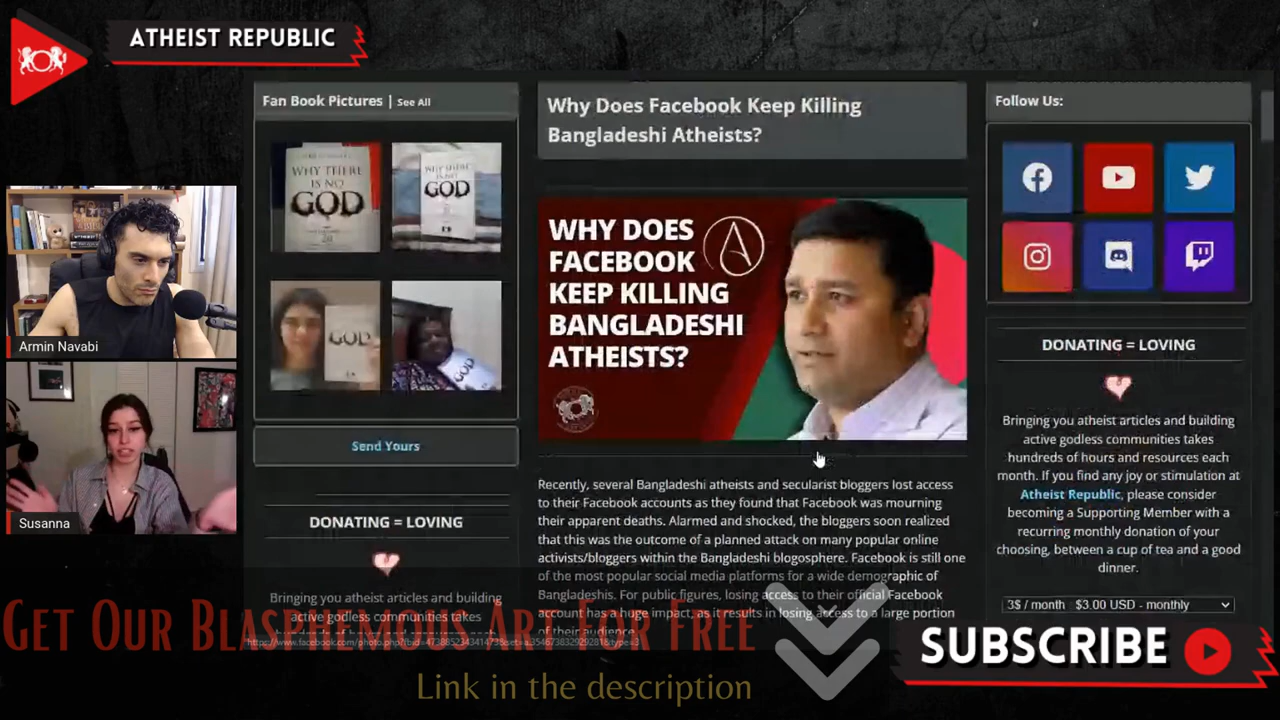 ATHEIST REPUBLIC
Fan Book Pictures | See All
WHY THERE
IS NO
GOD
WHY THERE
IS NO
GOD
GOD
GOD
Send Yours
DONATING = LOVING
Bringing you atheist articles and building
active godless communities takes
Why Does Facebook Keep Killing
Bangladeshi Atheists?
WHY DOES
FACEBOOK
KEEP KILLING
BANGLADESHI
ATHEISTS?
Recently, several Bangladeshi atheists and secularist bloggers lost access
to their Facebook accounts as they found that Facebook was mourning
their apparent deaths. Alarmed and shocked, the bloggers soon realized
that this was the outcome of a planned attack on many popular online
activists/bloggers within the Bangladeshi blogosphere. Facebook is still one
of the most popular social media platforms for a wide demographic of
Bangladeshis. For public figures, losing access to their official Facebook
account has a huge impact, as it results in losing access to a large portion
of their audience.
Follow Us:
DONATING = LOVING
Bringing you atheist articles and building
active godless communities takes
hundreds of hours and resources each
month. If you find any joy or stimulation at
Atheist Republic, please consider
becoming a Supporting Member with a
recurring monthly donation of your
choosing, between a cup of tea and a good
dinner.
3$ / month $3.00 USD - monthly
Armin Navabi
Susanna
GET OUR BLASPHEMOUS ART FOR FREE
Link in the description
SUBSCRIBE